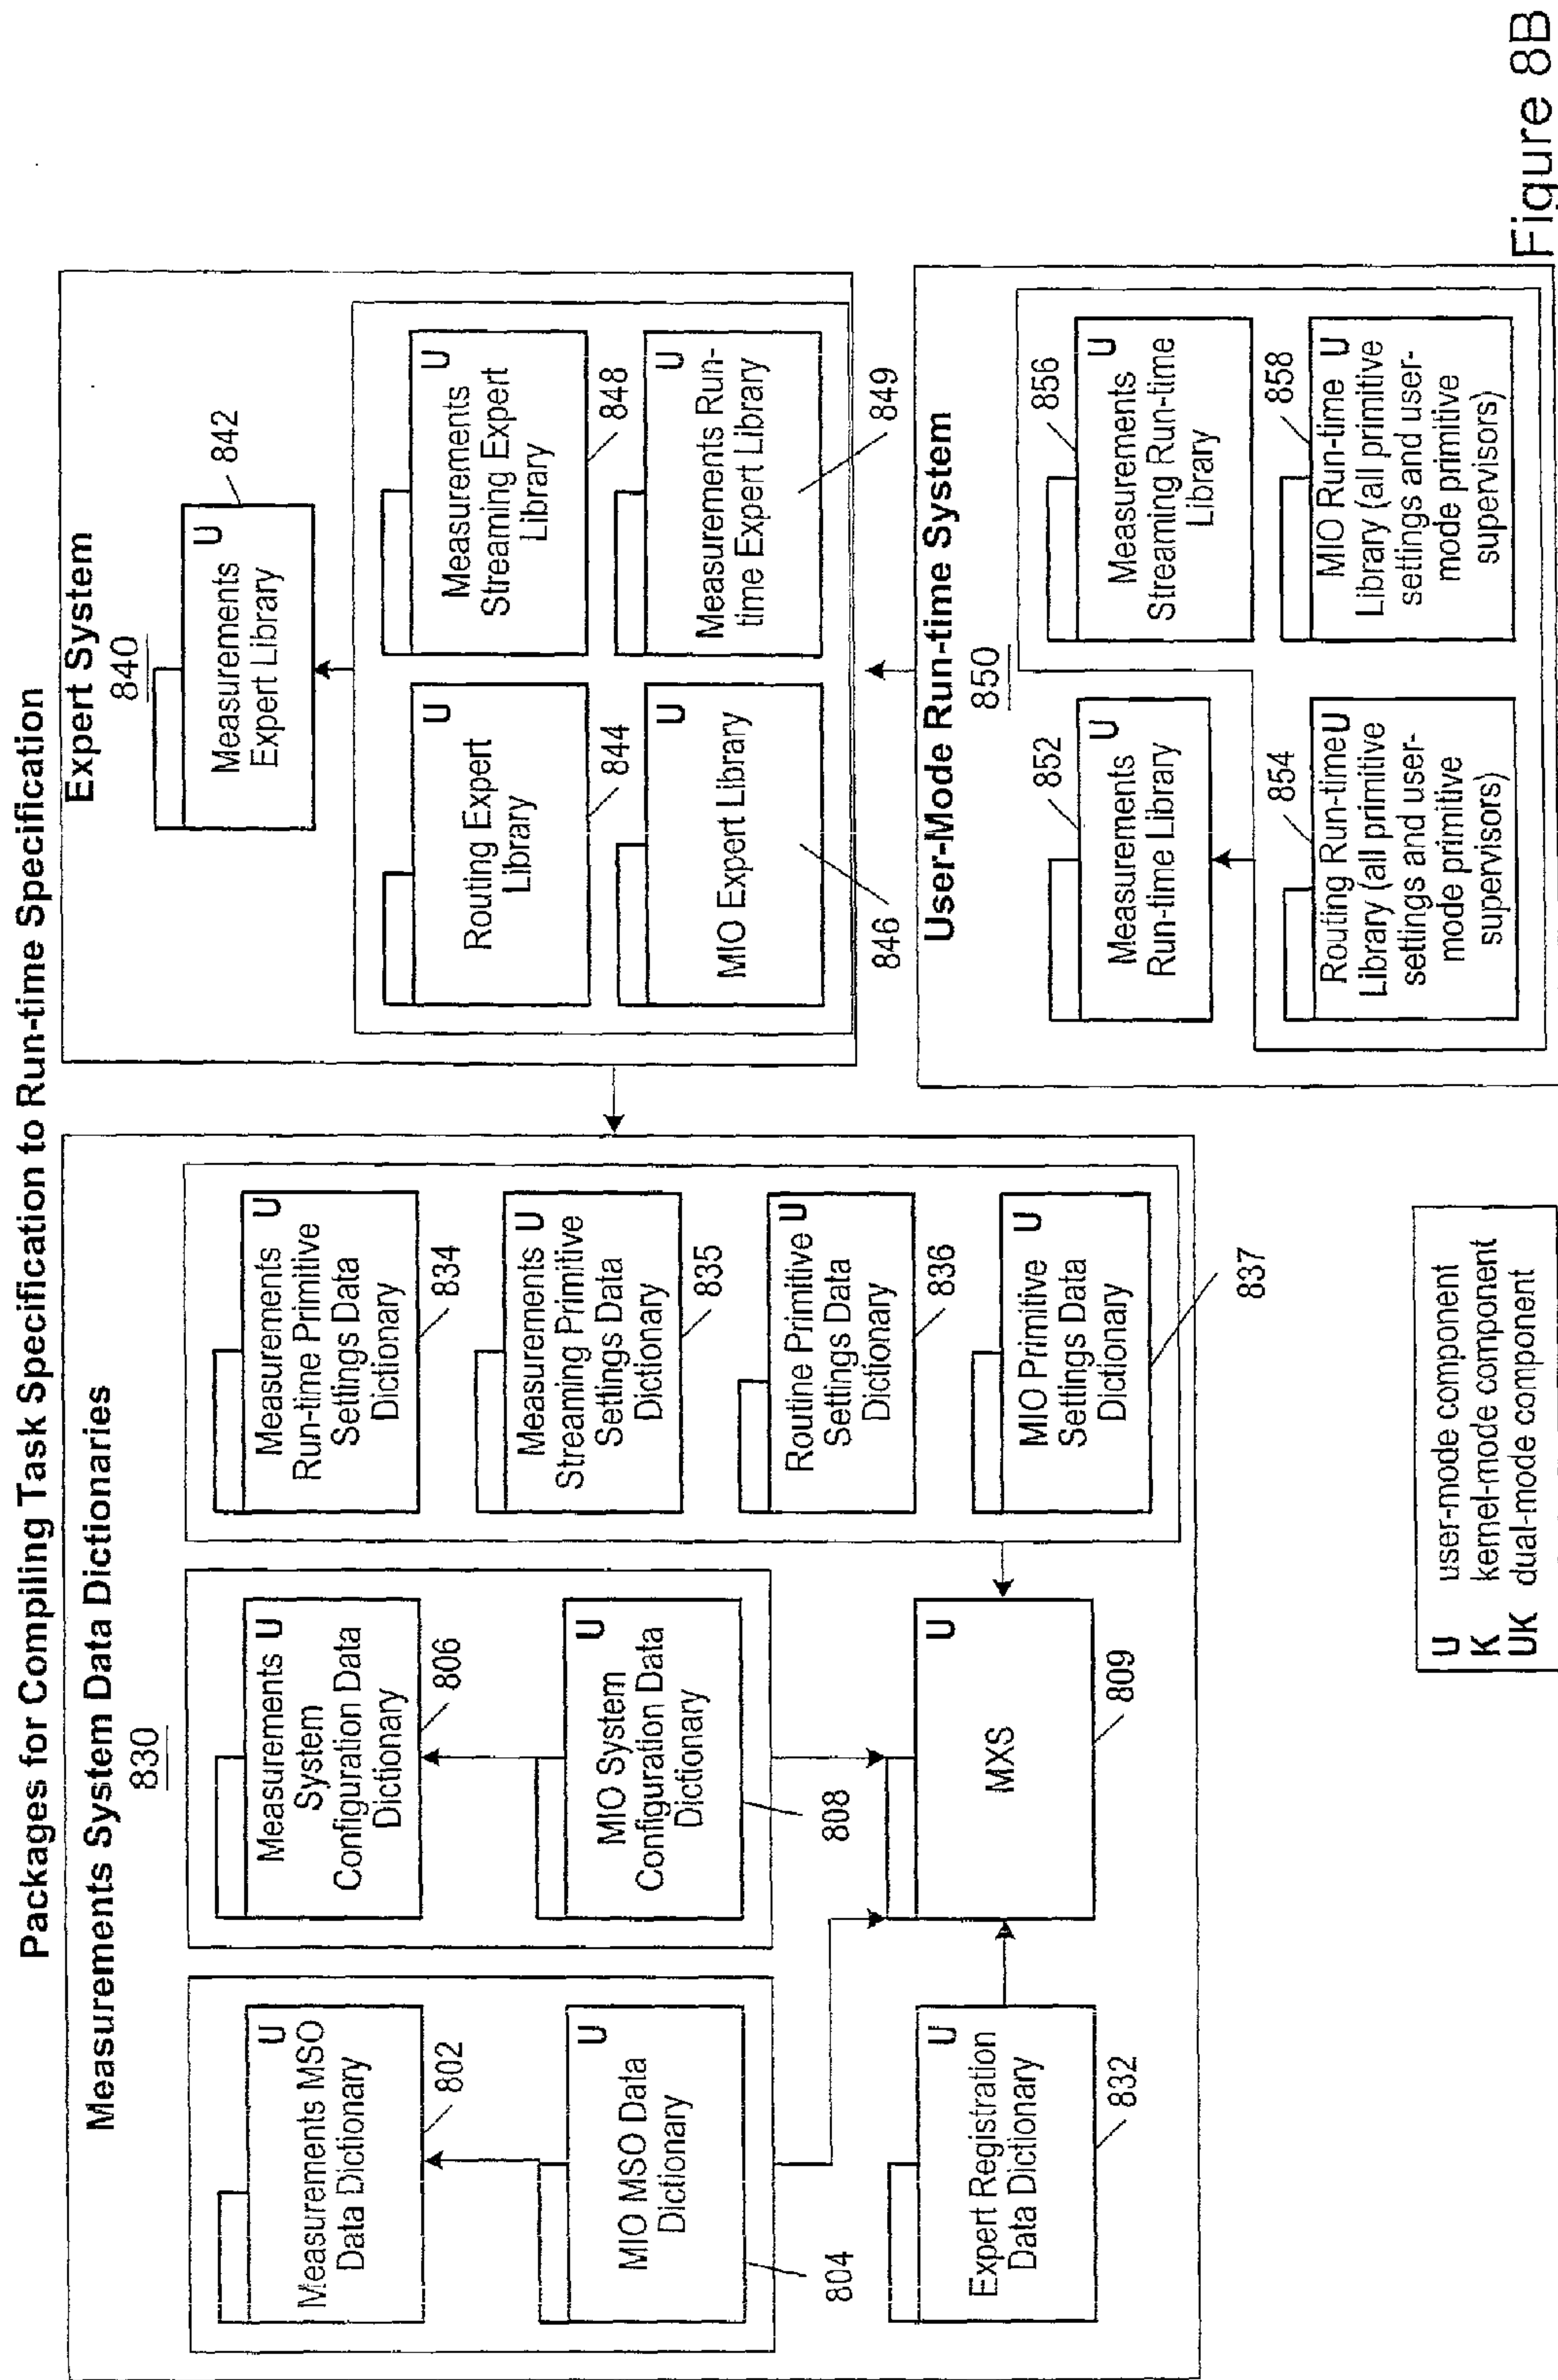 Packages for Compiling Task Specification to Run-time Specification
Measurements System Data Dictionaries
830
Measurements MSO
Data Dictionary
U
802
MIO MSO Data
Dictionary
U
804
Expert Registration
Data Dictionary
U
832
Measurements U
System
Configuration Data
Dictionary
806
MIO System
Configuration Data
Dictionary
U
808
MXS
U
809
Measurements
Run-time Primitive
Settings Data
Dictionary
U
834
Measurements U
Streaming Primitive
Settings Data
Dictionary
835
Routine Primitive U
Settings Data
Dictionary
836
MIO Primitive
Settings Data
Dictionary
U
837
Expert System
840
Measurements
Expert Library
U
842
Routing Expert
Library
U
844
MIO Expert Library
U
846
Measurements
Streaming Expert
Library
U
848
Measurements Run-
time Expert Library
U
849
User-Mode Run-time System
850
Measurements
Run-time Library
U
852
Routing Run-timeU
Library (all primitive
settings and user-
mode primitive
supervisors)
854
Measurements
Streaming Run-time
Library
U
856
MIO Run-time U
Library (all primitive
settings and user-
mode primitive
supervisors)
858
U user-mode component
K kernel-mode component
UK dual-mode component
Figure 8B